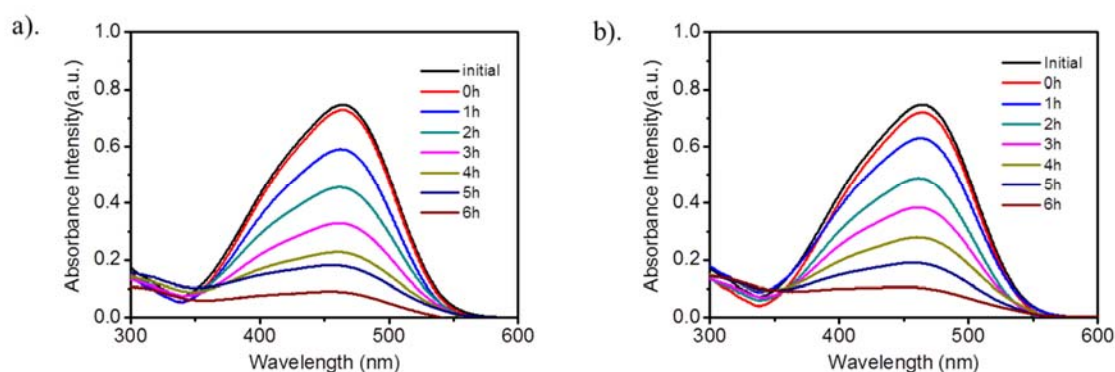 a).
Absorbance Intensity(a.u.)
1.0
0.8
0.6
0.4
0.2
0.0
initial
0h
1h
2h
3h
4h
5h
6h
300 400 500 600
Wavelength (nm)
b).
Absorbance Intensity(a.u.)
1.0
0.8
0.6
0.4
0.2
0.0
Initial
0h
1h
2h
3h
4h
5h
6h
300 400 500 600
Wavelength (nm)